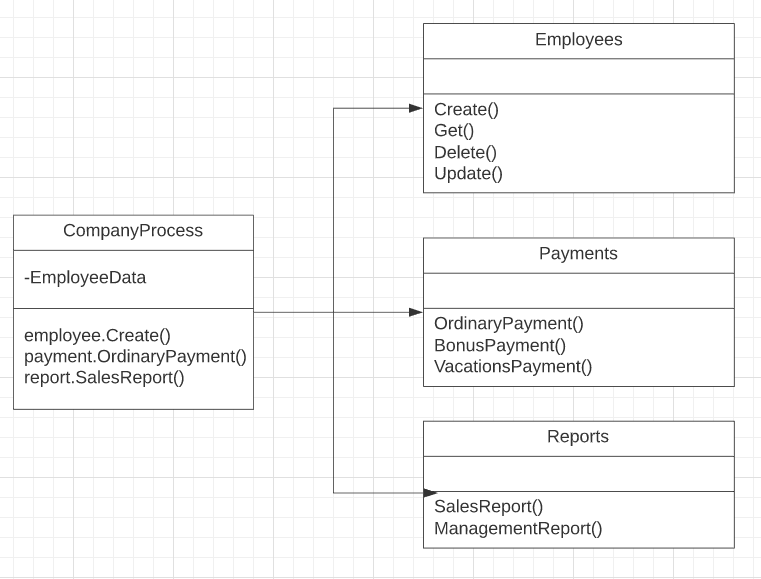 Employees
Create()
Get()
Delete()
Update()
CompanyProcess
-EmployeeData
employee.Create()
payment.OrdinaryPayment()
report.SalesReport()
Payments
OrdinaryPayment()
BonusPayment()
VacationsPayment()
Reports
SalesReport()
ManagementReport()